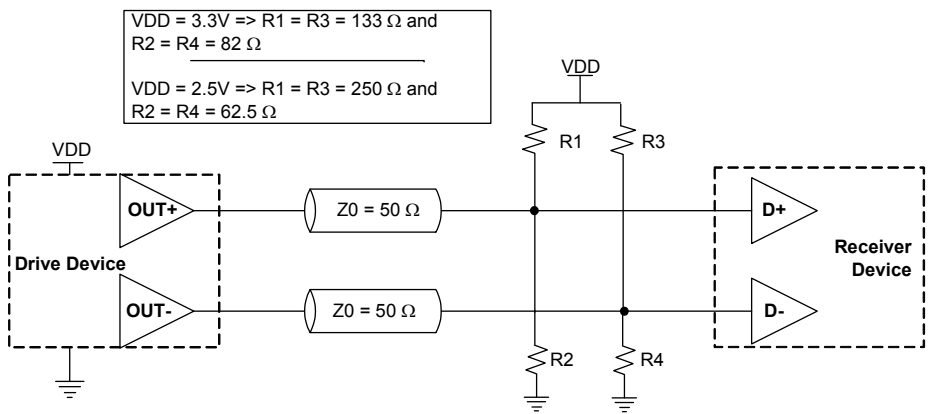 VDD = 3.3V => R1 = R3 = 133 Ω and
R2 = R4 = 82 Ω
VDD = 2.5V => R1 = R3 = 250 Ω and
R2 = R4 = 62.5 Ω
VDD
R1
R3
VDD
OUT+
Z0 = 50 Ω
D+
Drive Device
Receiver
Device
OUT-
Z0 = 50 Ω
D-
R2
R4